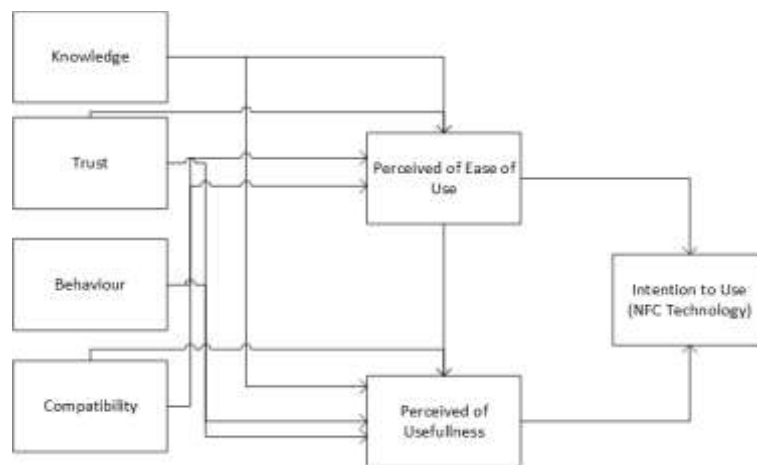 Knowledge
Trust
Perceived of Ease of
Use
Behaviour
Intention to Use
(NFC Technology)
Compatibility
Perceived of
Usefullness